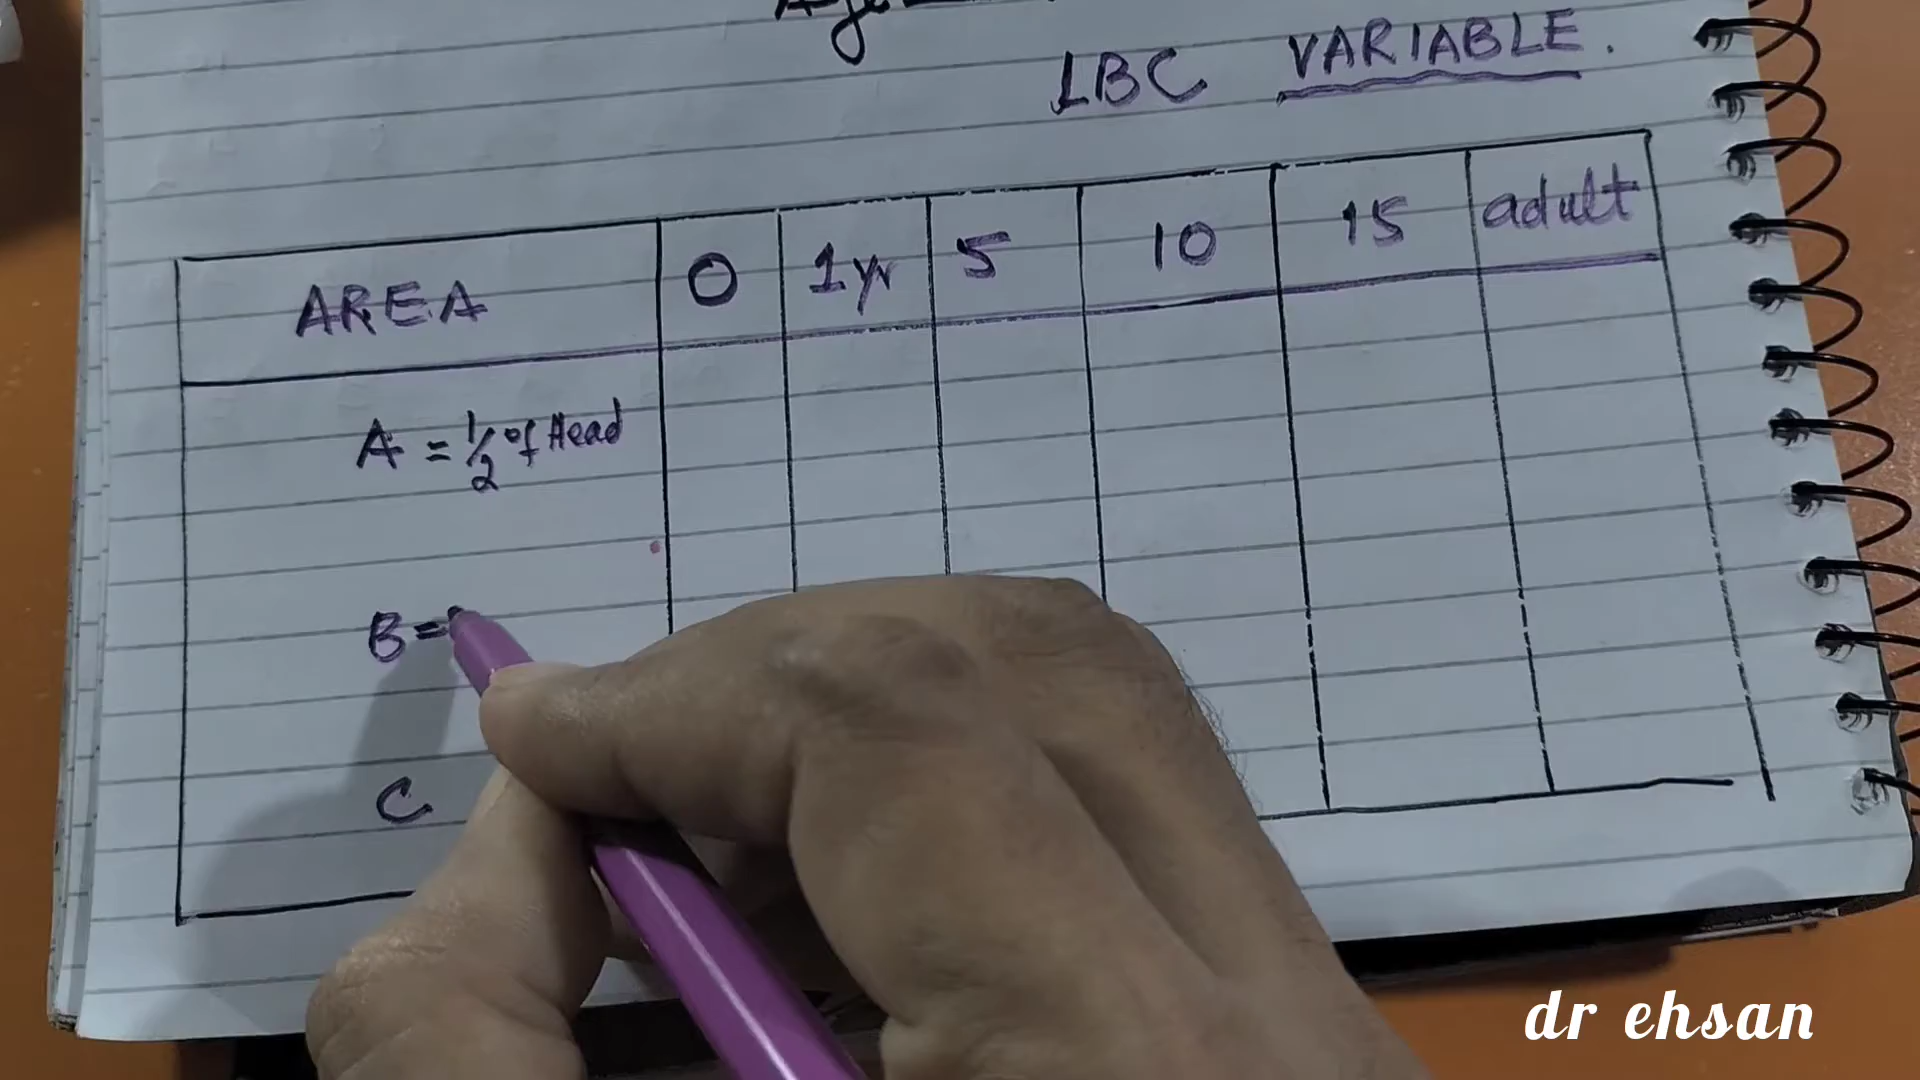 LBC VARIABLE.
AREA 0 1yr 5 10 15 adult
A = 1/2 of Head
B =
C
dr ehsan